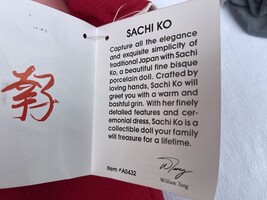 SACHI KO
Capture all the elegance
and exquisite simplicity of
traditional Japan with Sachi
Ko, a beautiful fine bisque
porcelain doll. Crafted by
loving hands, Sachi Ko will
greet you with a warm and
bashful grin. With her finely
detailed features and cer-
emonial dress, Sachi Ko is a
collectible doll your family
will treasure for a lifetime.
Item #A0432
William Tung